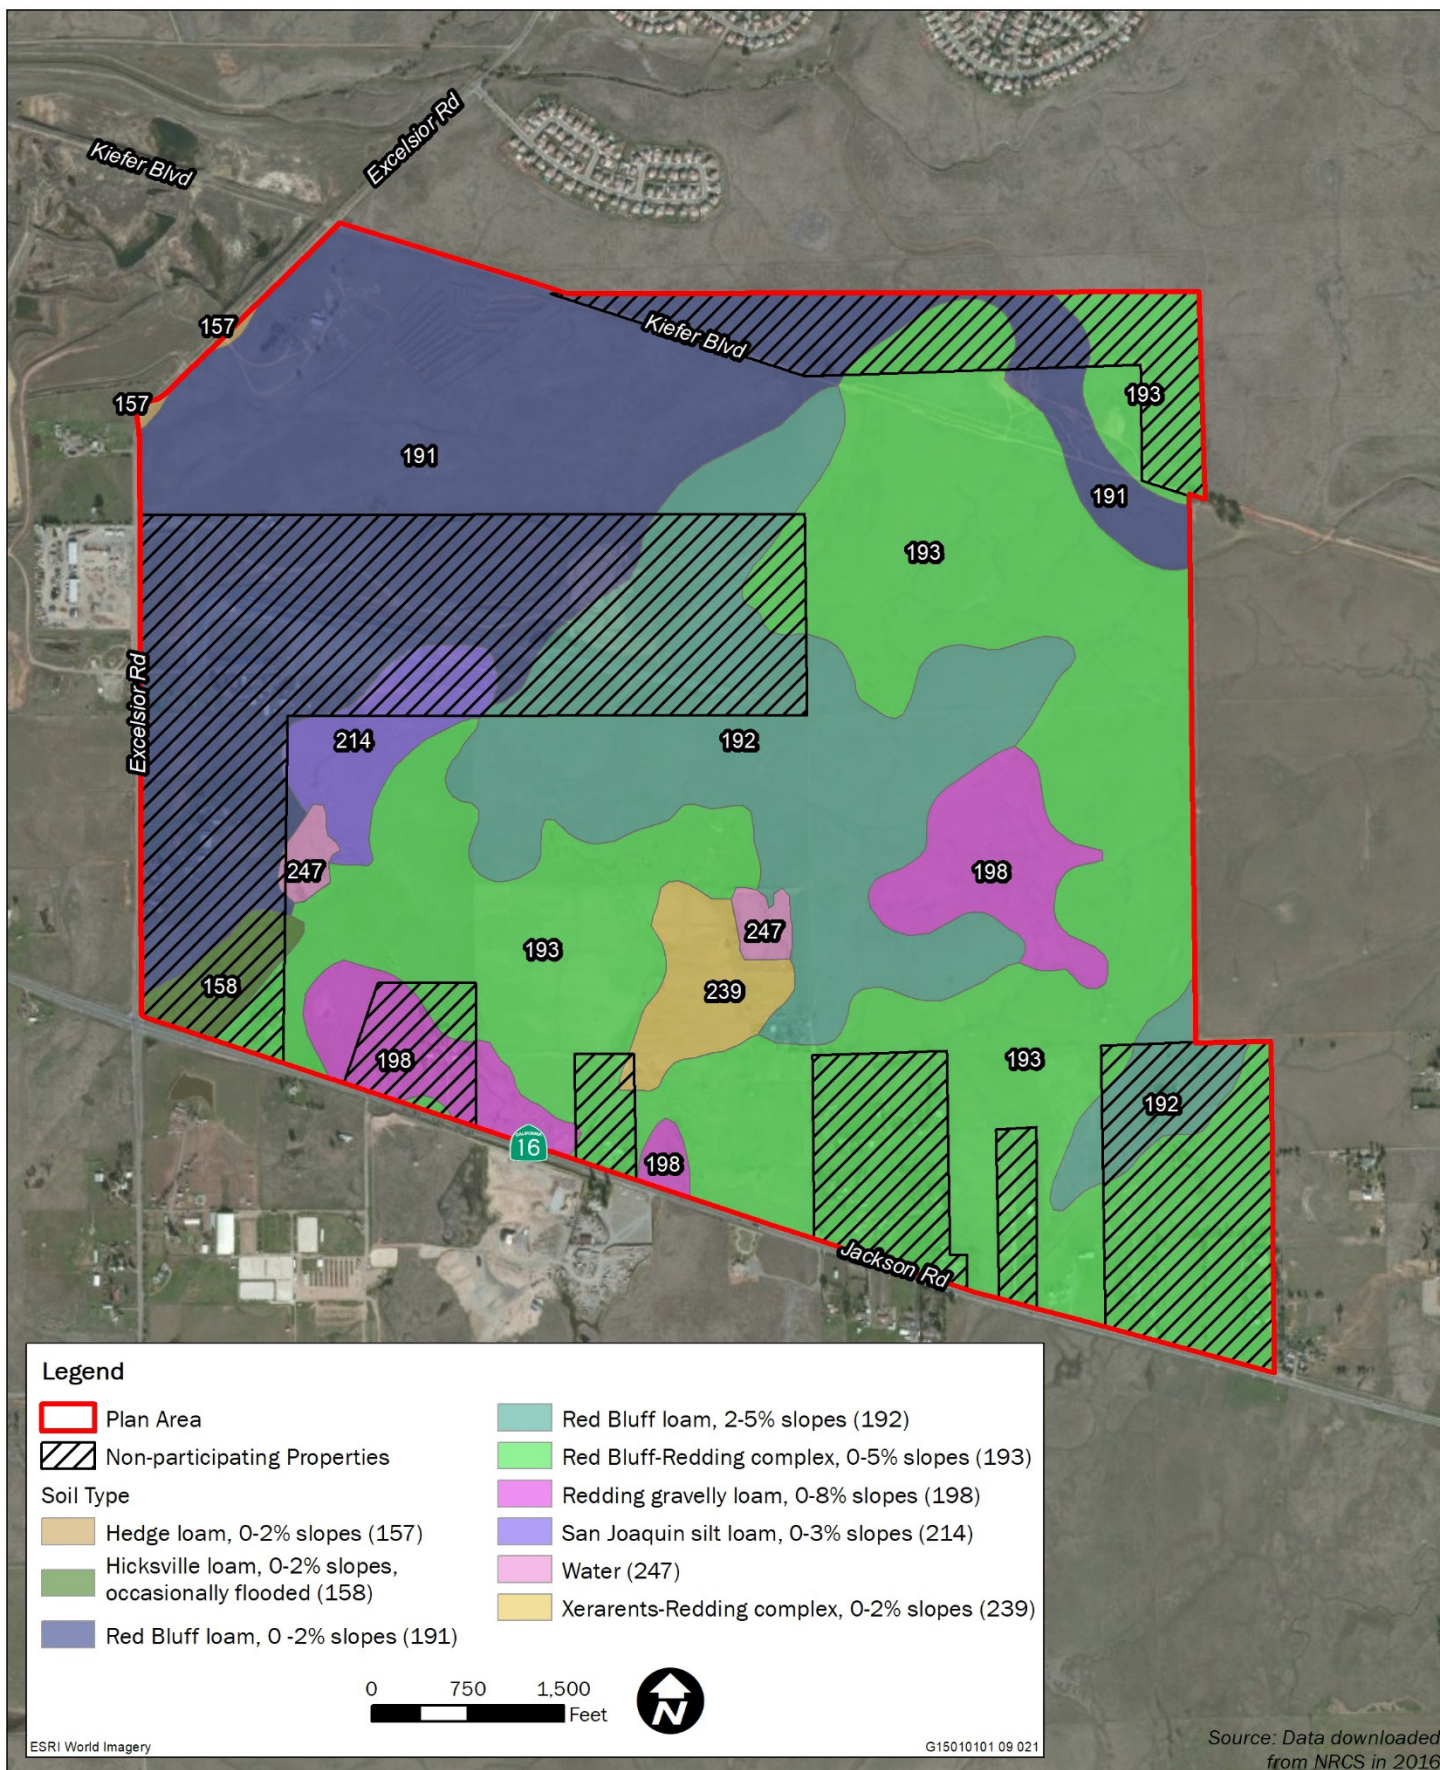 Excelsior Rd
Kiefer Blvd
157
Kiefer Blvd
157
193
191
191
193
Excelsior Rd
214
192
247
198
193
247
158
239
198
193
192
CALIFORNIA
16
198
Jackson Rd
Legend
Plan Area
Non-participating Properties
Soil Type
Hedge loam, 0-2% slopes (157)
Hicksville loam, 0-2% slopes,
occasionally flooded (158)
Red Bluff loam, 0 -2% slopes (191)
Red Bluff loam, 2-5% slopes (192)
Red Bluff-Redding complex, 0-5% slopes (193)
Redding gravelly loam, 0-8% slopes (198)
San Joaquin silt loam, 0-3% slopes (214)
Water (247)
Xerarents-Redding complex, 0-2% slopes (239)
0 750 1,500
Feet
N
ESRI World Imagery
G15010101 09 021
Source: Data downloaded
from NRCS in 2016